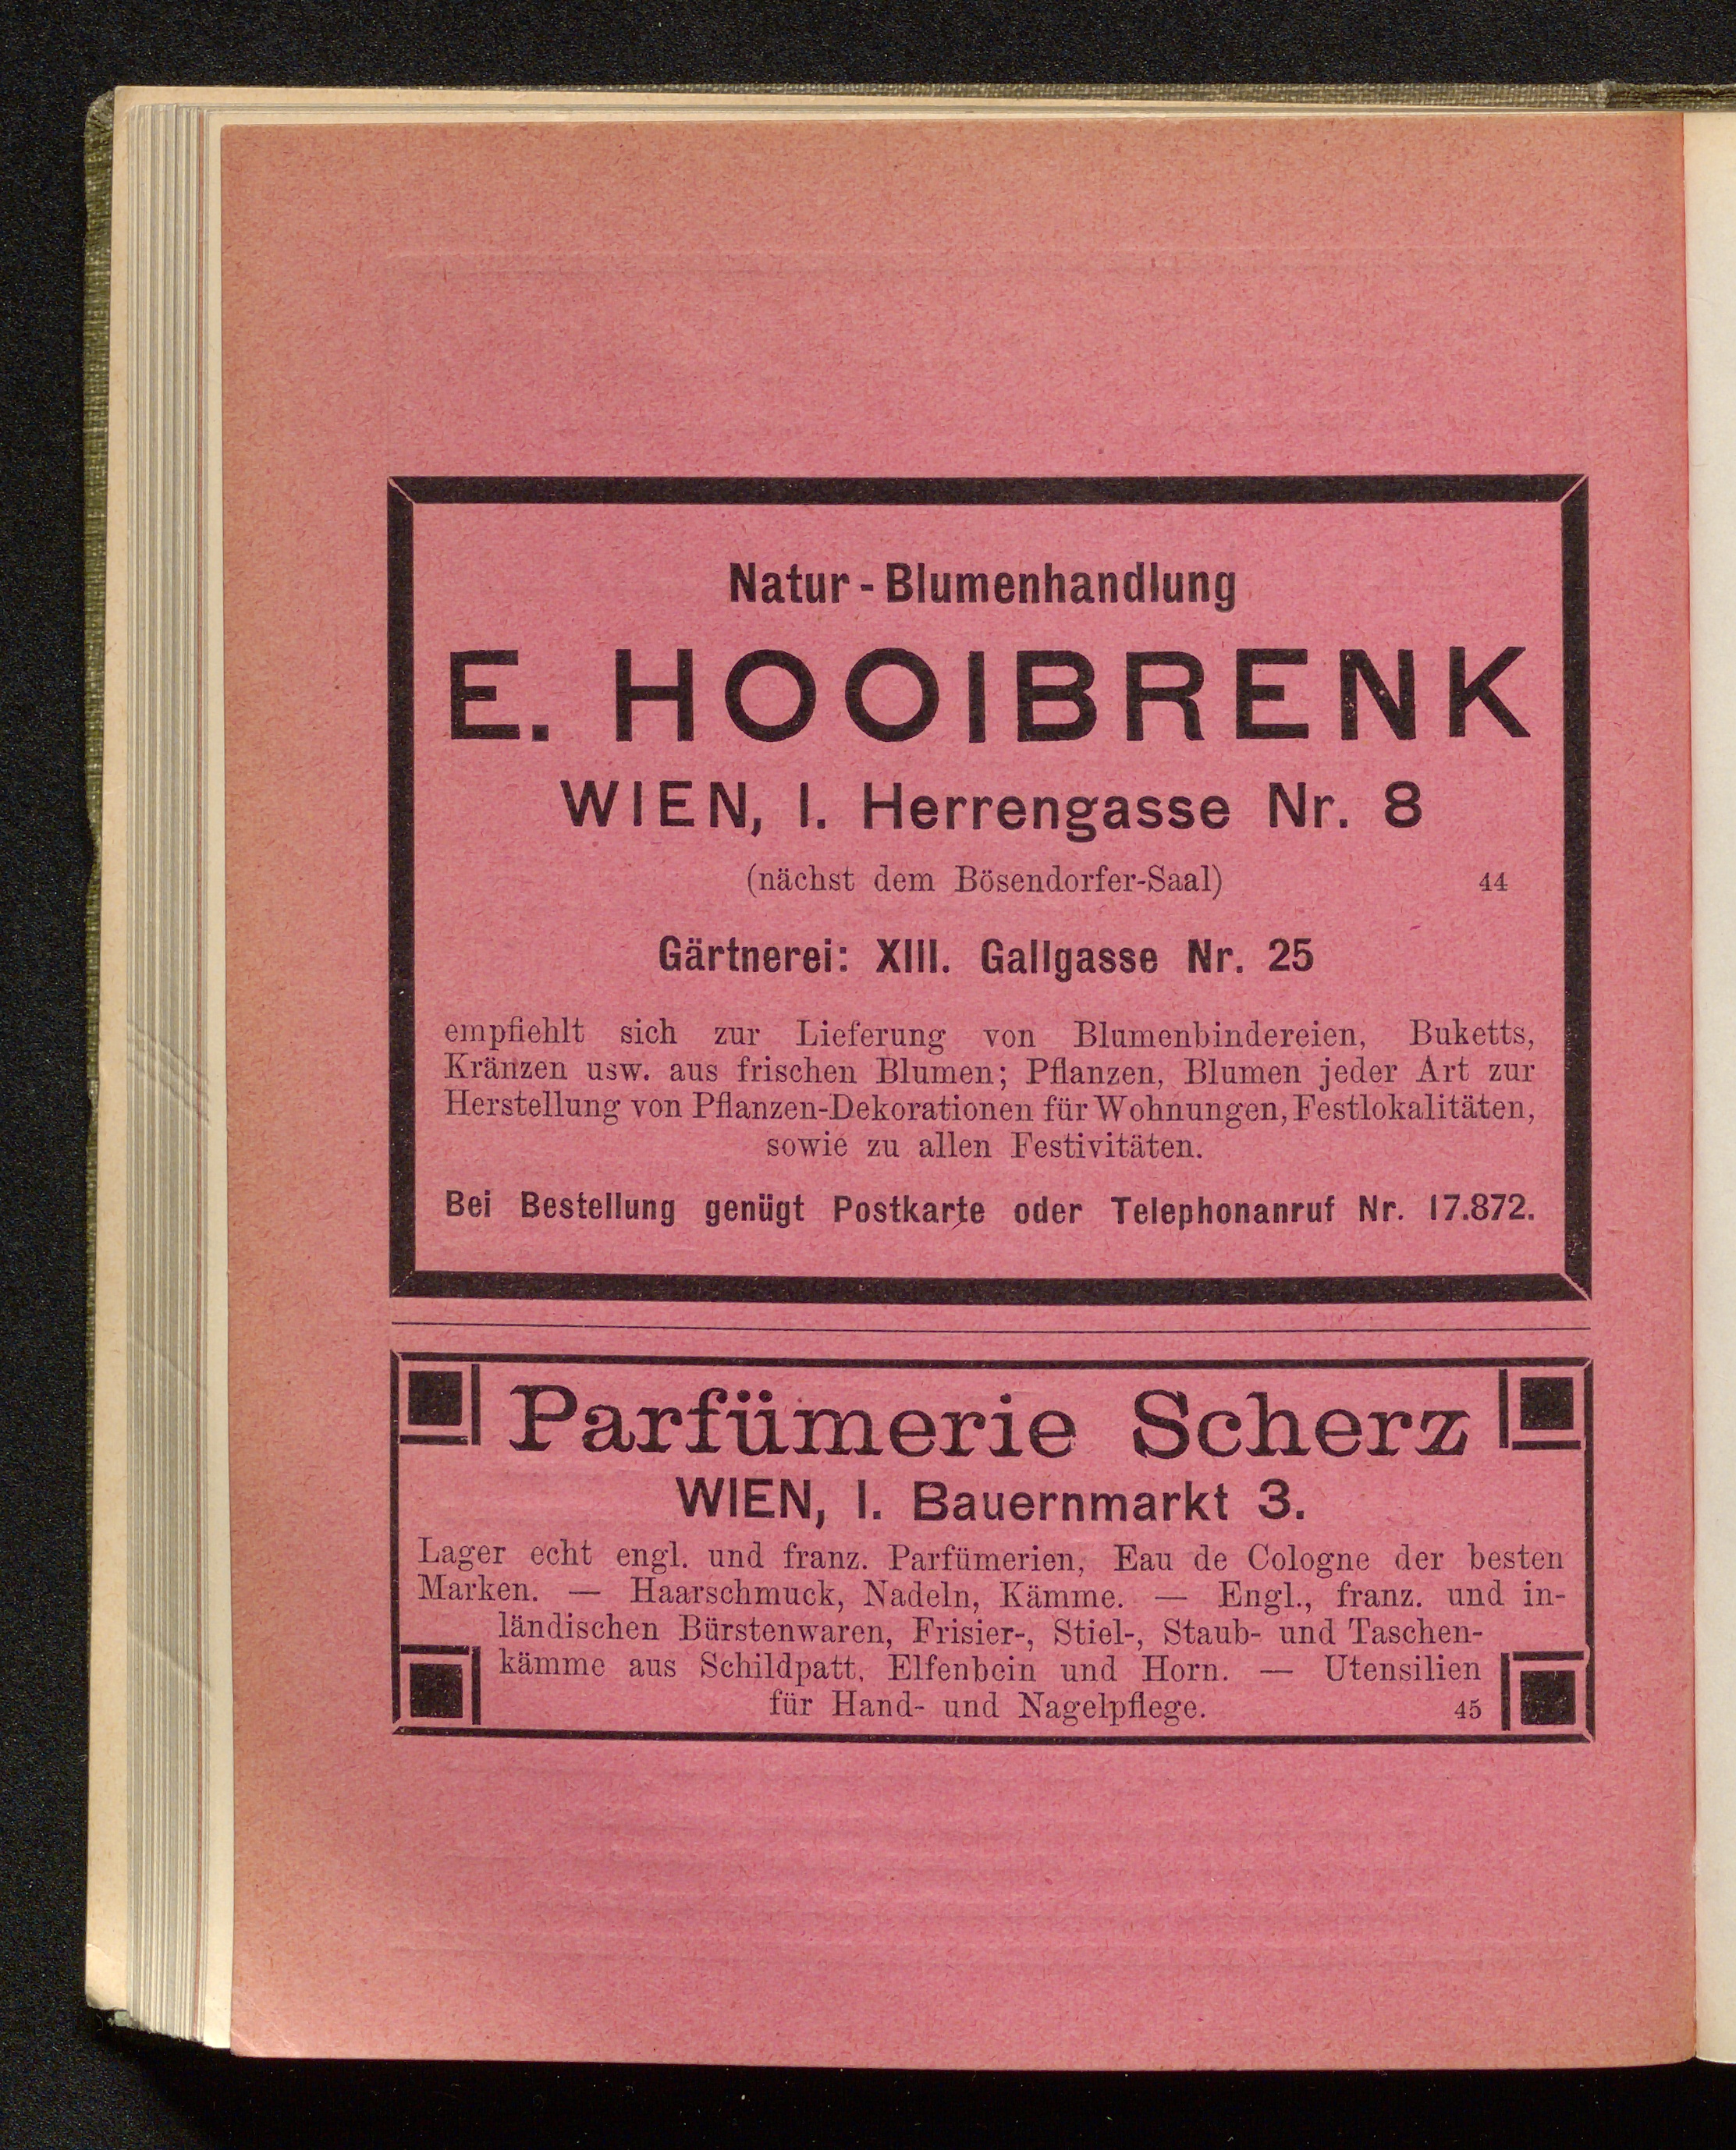 Natur-Blumenhandlung
E. HOOIBRENK
WIEN, I. Herrengasse Nr. 8
(nächst dem Bösendorfer-Saal) 44
Gärtnerei: XIII. Gallgasse Nr. 25
empfiehlt sich zur Lieferung von Blumenbindereien, Buketts,
Kränzen usw. aus frischen Blumen; Pflanzen, Blumen jeder Art zur
Herstellung von Pflanzen-Dekorationen für Wohnungen, Festlokalitäten,
sowie zu allen Festivitäten.
Bei Bestellung genügt Postkarte oder Telephonanruf Nr. 17.872.
Parfümerie Scherz
WIEN, I. Bauernmarkt 3.
Lager echt engl. und franz. Parfümerien, Eau de Cologne der besten
Marken. — Haarschmuck, Nadeln, Kämme. — Engl., franz. und in-
ländischen Bürstenwaren, Frisier-, Stiel-, Staub- und Taschen-
kämme aus Schildpatt, Elfenbein und Horn. — Utensilien
für Hand- und Nagelpflege. 45